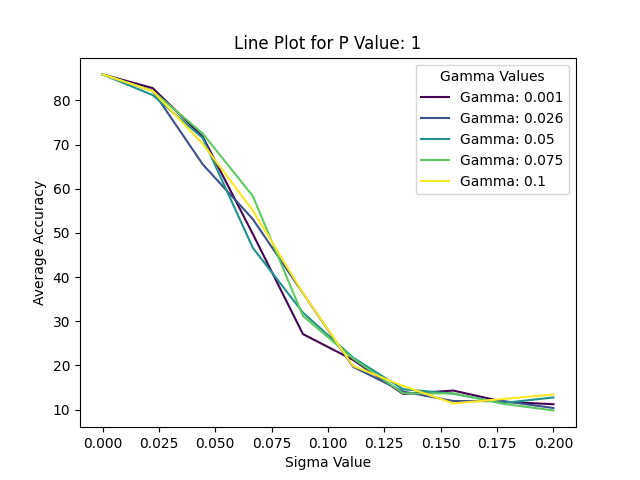 Line Plot for P Value: 1
Gamma Values
Gamma: 0.001
Gamma: 0.026
Gamma: 0.05
Gamma: 0.075
Gamma: 0.1
Average Accuracy
80
70
60
50
40
30
20
10
0.000 0.025 0.050 0.075 0.100 0.125 0.150 0.175 0.200
Sigma Value